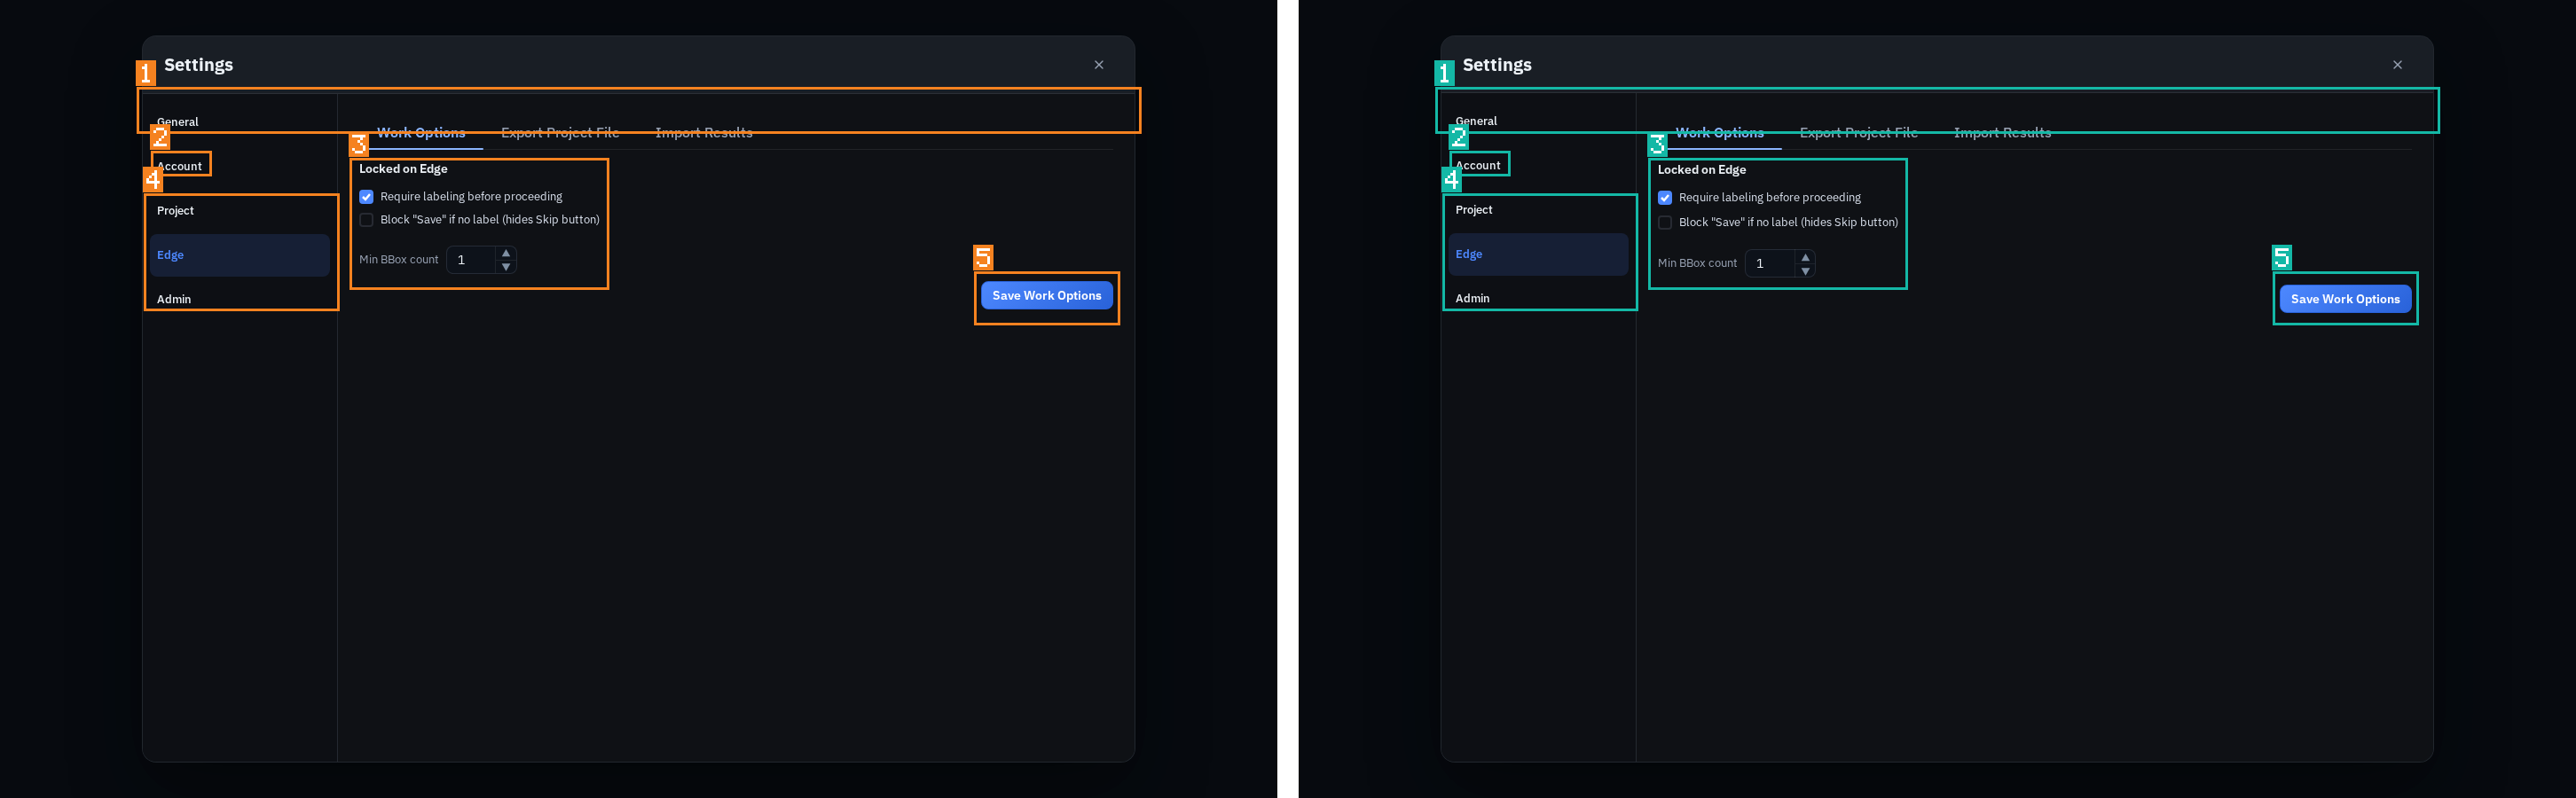 Settings
×
1
General
Work Options
Export Project File
Import Results
2
Account
3
Locked on Edge
4
Require labeling before proceeding
Project
Block "Save" if no label (hides Skip button)
Edge
Min BBox count
1
5
Save Work Options
Admin
Settings
×
1
General
Work Options
Export Project File
Import Results
2
Account
3
Locked on Edge
4
Require labeling before proceeding
Project
Block "Save" if no label (hides Skip button)
Edge
Min BBox count
1
5
Save Work Options
Admin